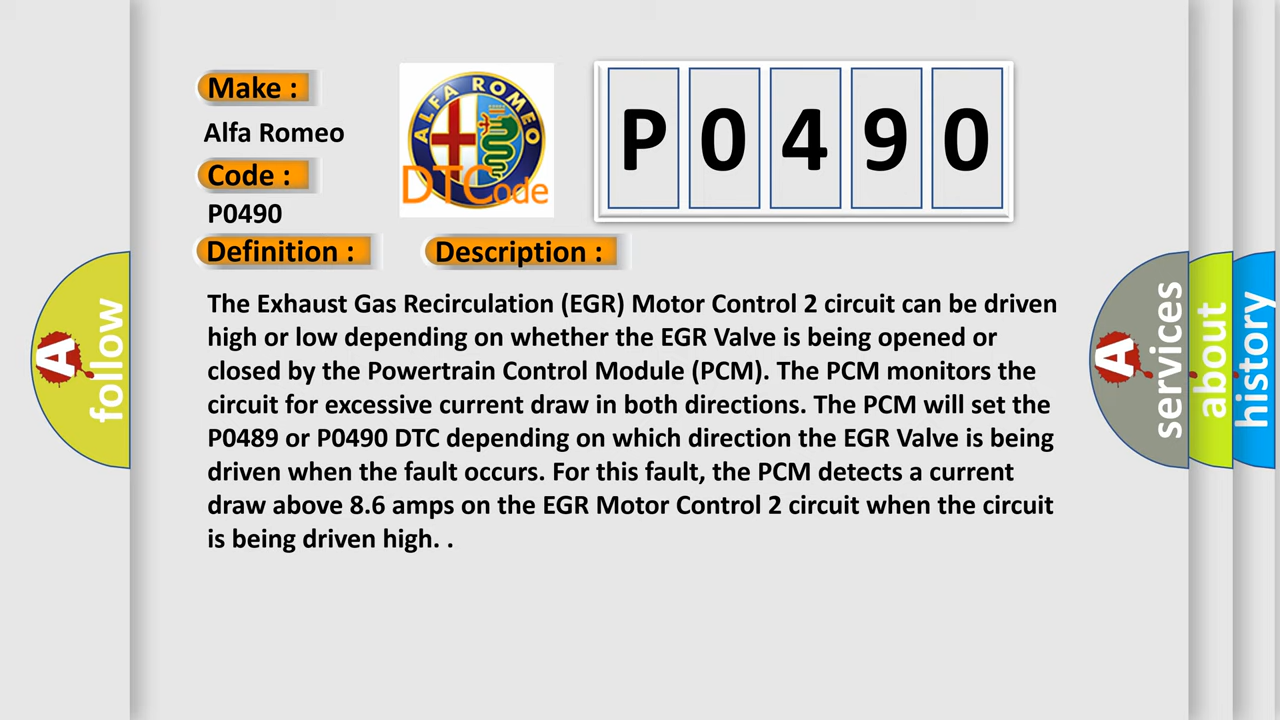 Make :
Alfa Romeo
Code :
P0490
Definition :
Description :
ALFA ROMEO
DTCode
P0490
The Exhaust Gas Recirculation (EGR) Motor Control 2 circuit can be driven
high or low depending on whether the EGR Valve is being opened or
closed by the Powertrain Control Module (PCM). The PCM monitors the
circuit for excessive current draw in both directions. The PCM will set the
P0489 or P0490 DTC depending on which direction the EGR Valve is being
driven when the fault occurs. For this fault, the PCM detects a current
draw above 8.6 amps on the EGR Motor Control 2 circuit when the circuit
is being driven high. .
A
follow
A
services
about
history